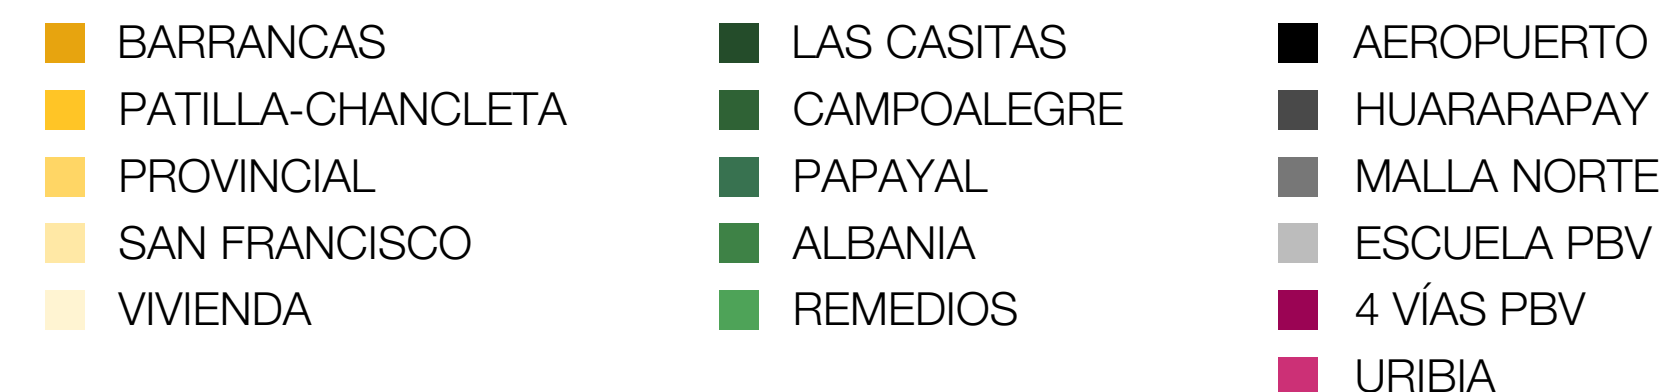 BARRANCAS
PATILLA-CHANCLETA
PROVINCIAL
SAN FRANCISCO
VIVIENDA
LAS CASITAS
CAMPOALEGRE
PAPAYAL
ALBANIA
REMEDIOS
AEROPUERTO
HUARARAPAY
MALLA NORTE
ESCUELA PBV
4 VÍAS PBV
URIBIA